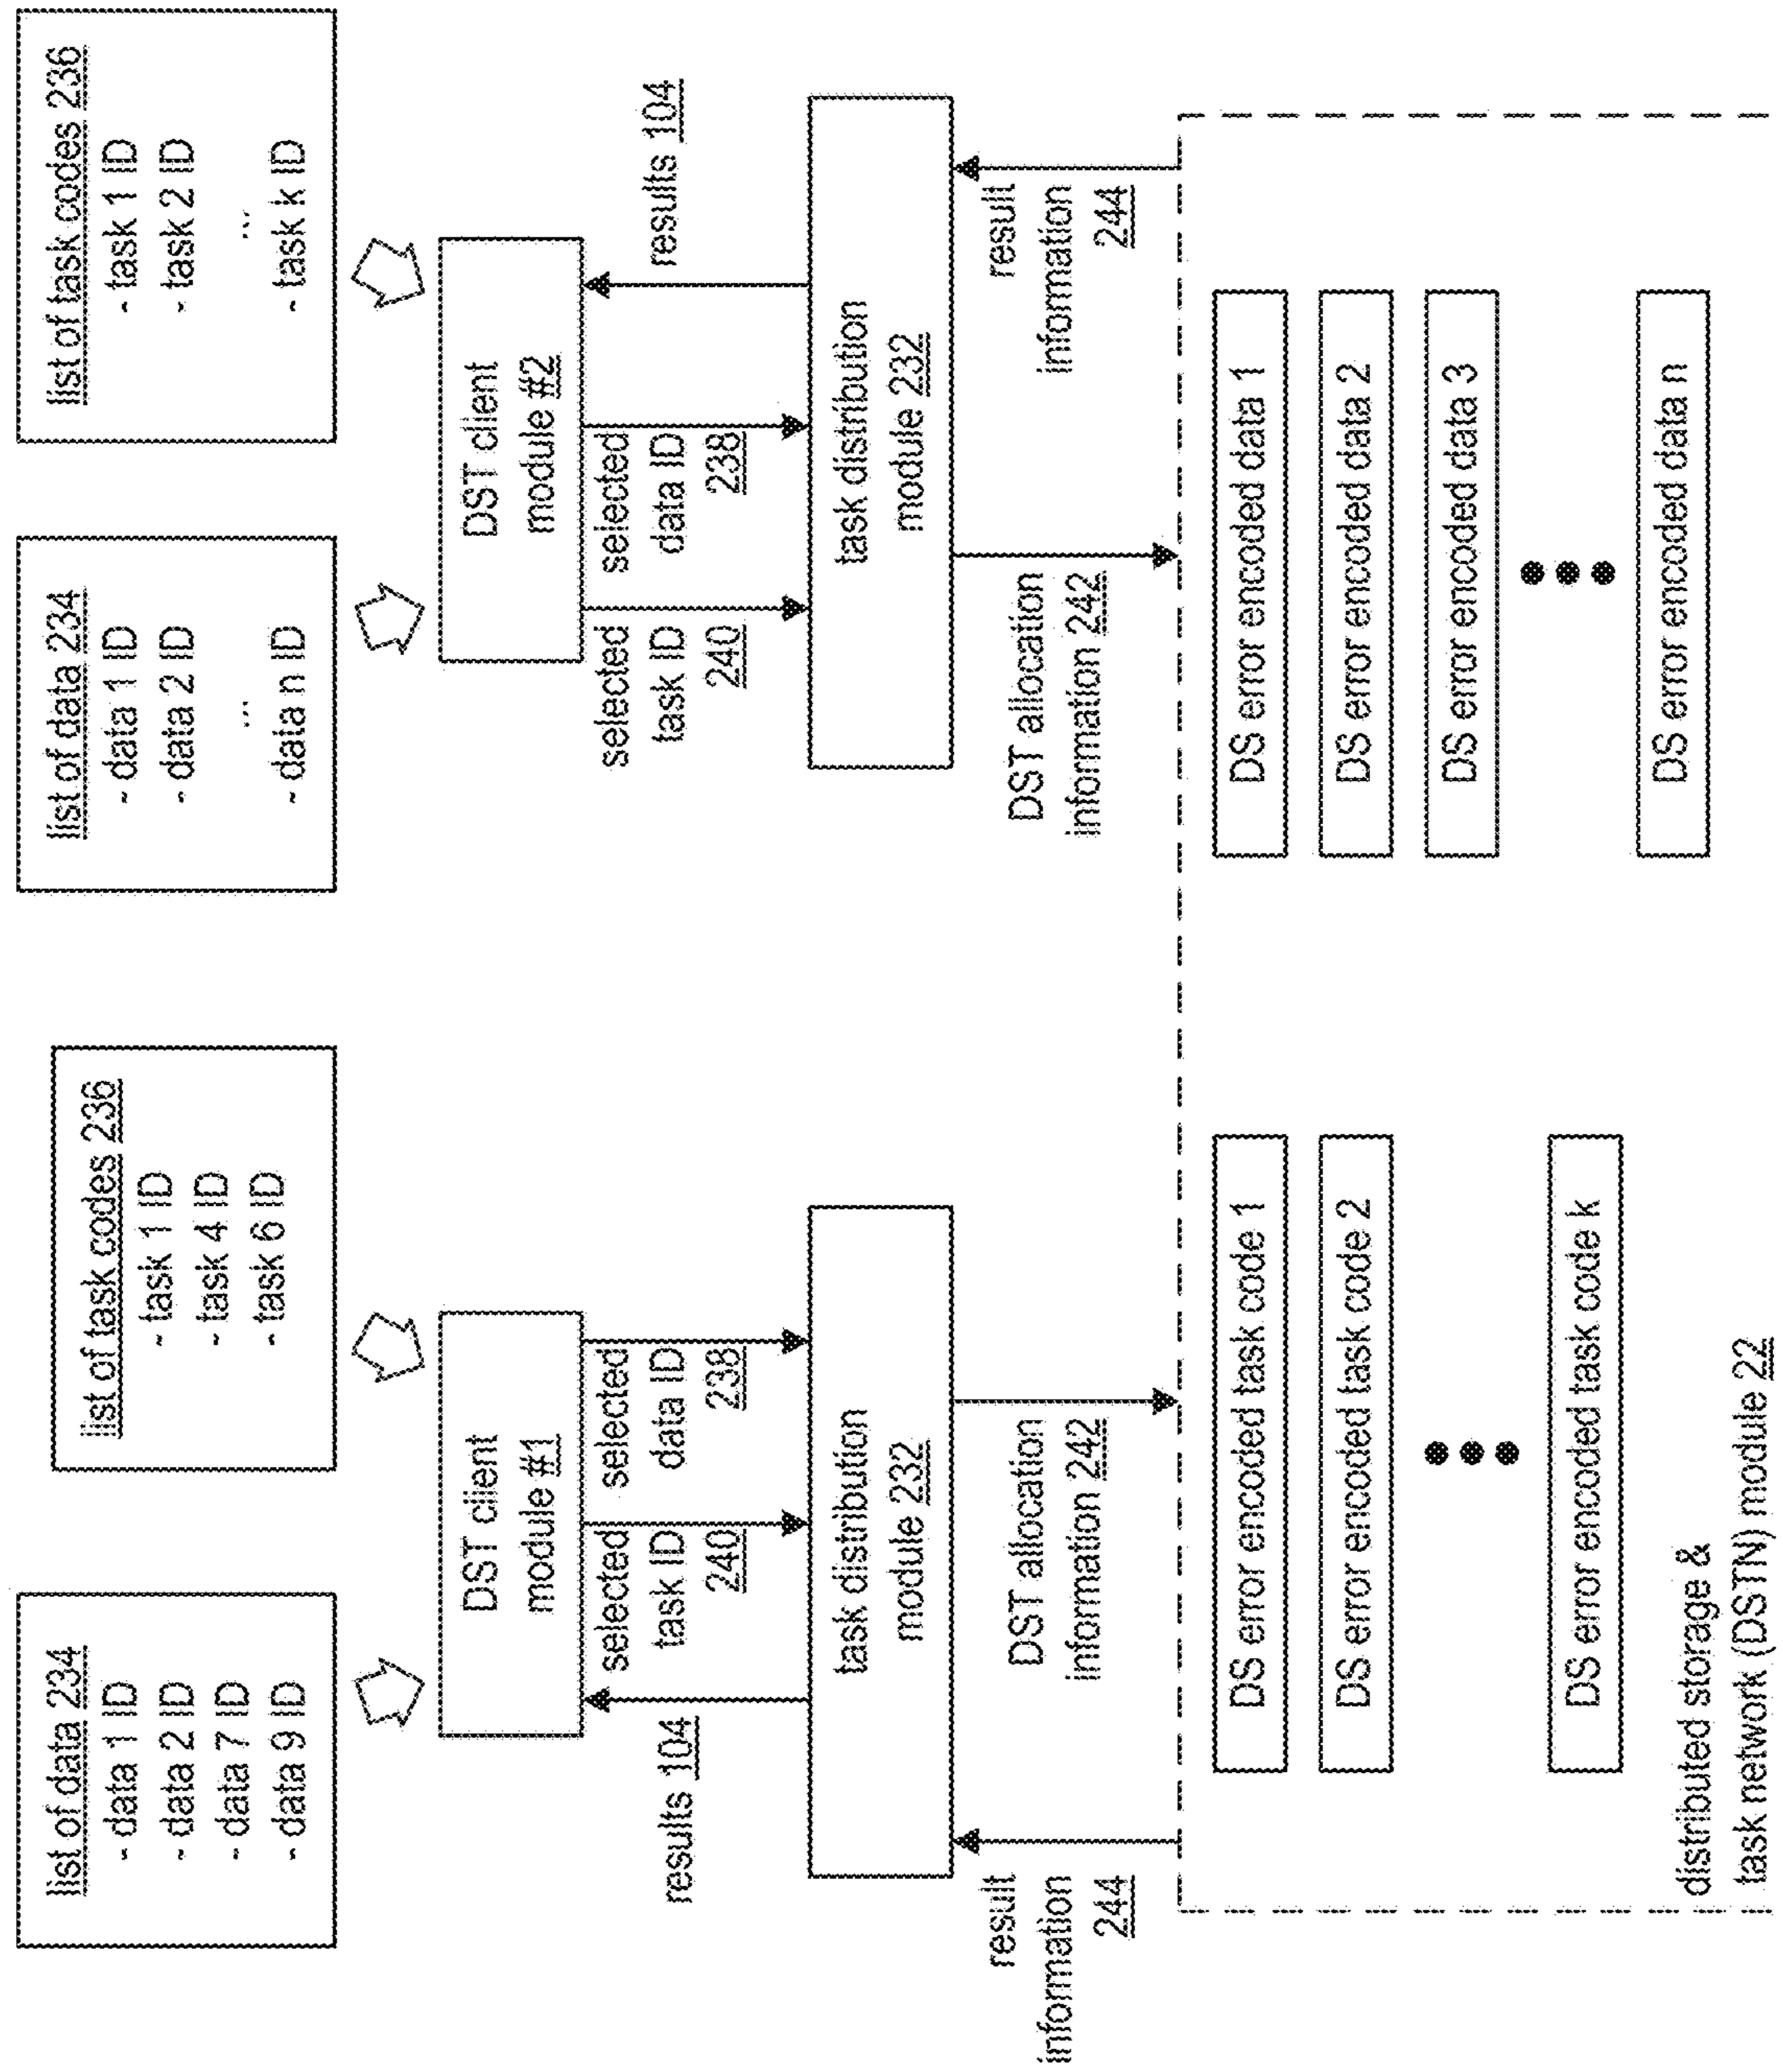 list of data 234
- data 1 ID
- data 2 ID
- data 7 ID
- data 9 ID
list of task codes 236
- task 1 ID
- task 4 ID
- task 6 ID
list of data 234
- data 1 ID
- data 2 ID
...
- data n ID
list of task codes 236
- task 1 ID
- task 2 ID
...
- task k ID
DST client
module #1
DST client
module #2
results 104
selected
task ID
240
selected
data ID
238
selected
task ID
240
selected
data ID
238
results 104
task distribution
module 232
task distribution
module 232
result
information
244
DST allocation
information 242
DST allocation
information 242
result
information
244
DS error encoded task code 1
DS error encoded task code 2
DS error encoded task code k
DS error encoded data 1
DS error encoded data 2
DS error encoded data 3
DS error encoded data n
distributed storage &
task network (DSTN) module 22